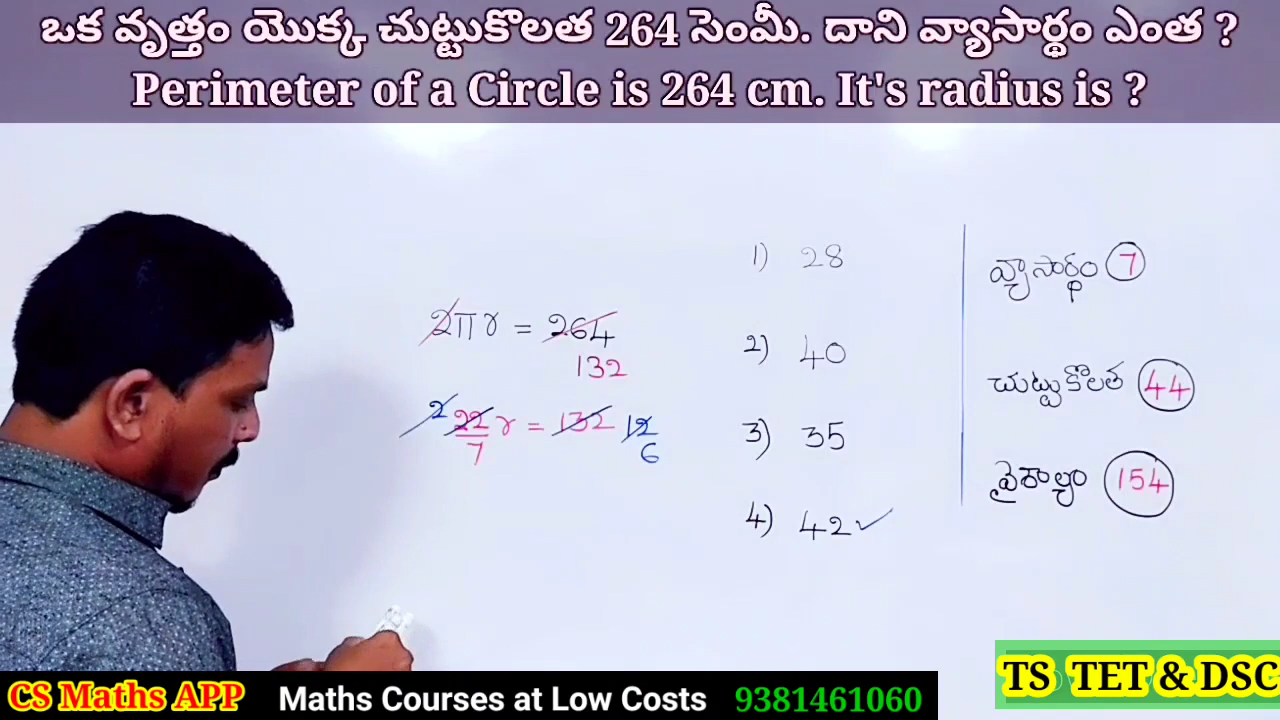 ఒక వృత్తం యొక్క చుట్టుకొలత 264 సెంమీ. దాని వ్యాసార్థం ఎంత ?
Perimeter of a Circle is 264 cm. It's radius is ?
2πr = 264
132
2 22/7 r = 132 12
6
1) 28
2) 40
3) 35
4) 42 ✓
వ్యాసార్థం 7
చుట్టుకొలత 44
వైశాల్యం 154
TS TET & DSC
CS Maths APP Maths Courses at Low Costs 9381461060